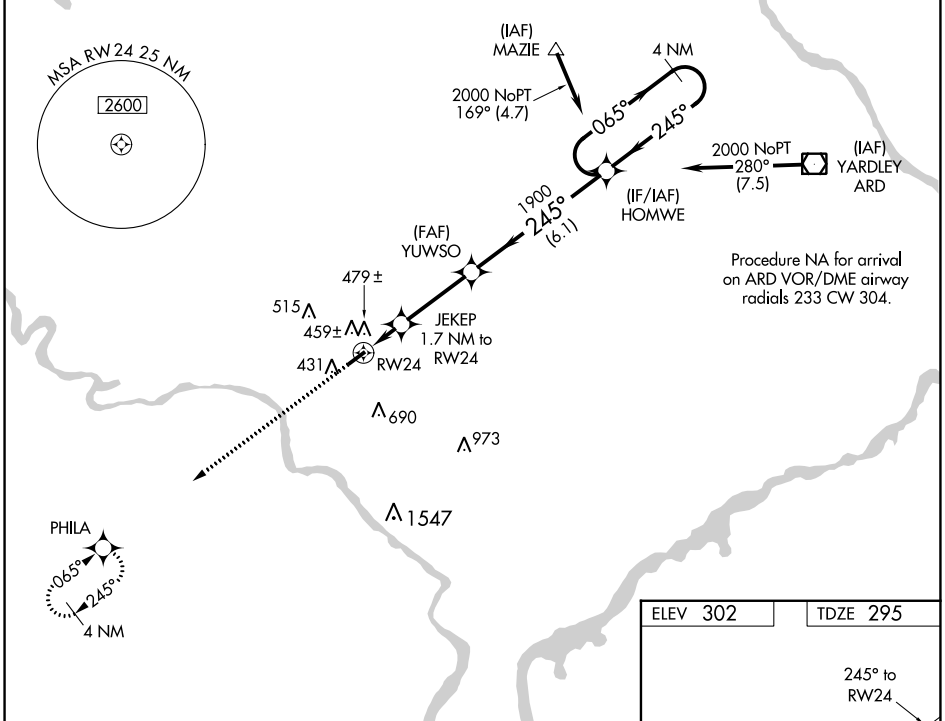 MSA RW 24 25 NM
2600
(IAF)
MAZIE
2000 NoPT
169° (4.7)
4 NM
065°
245°
2000 NoPT
280°
(7.5)
(IAF)
YARDLEY
ARD
(IF/IAF)
HOMWE
1900
245°
(6.1)
(FAF)
YUWSO
Procedure NA for arrival
on ARD VOR/DME airway
radials 233 CW 304.
479 ±
515
459±
JEKEP
1.7 NM to
RW24
431
RW24
690
973
1547
PHILA
065°
245°
4 NM
ELEV 302
TDZE 295
245° to
RW24